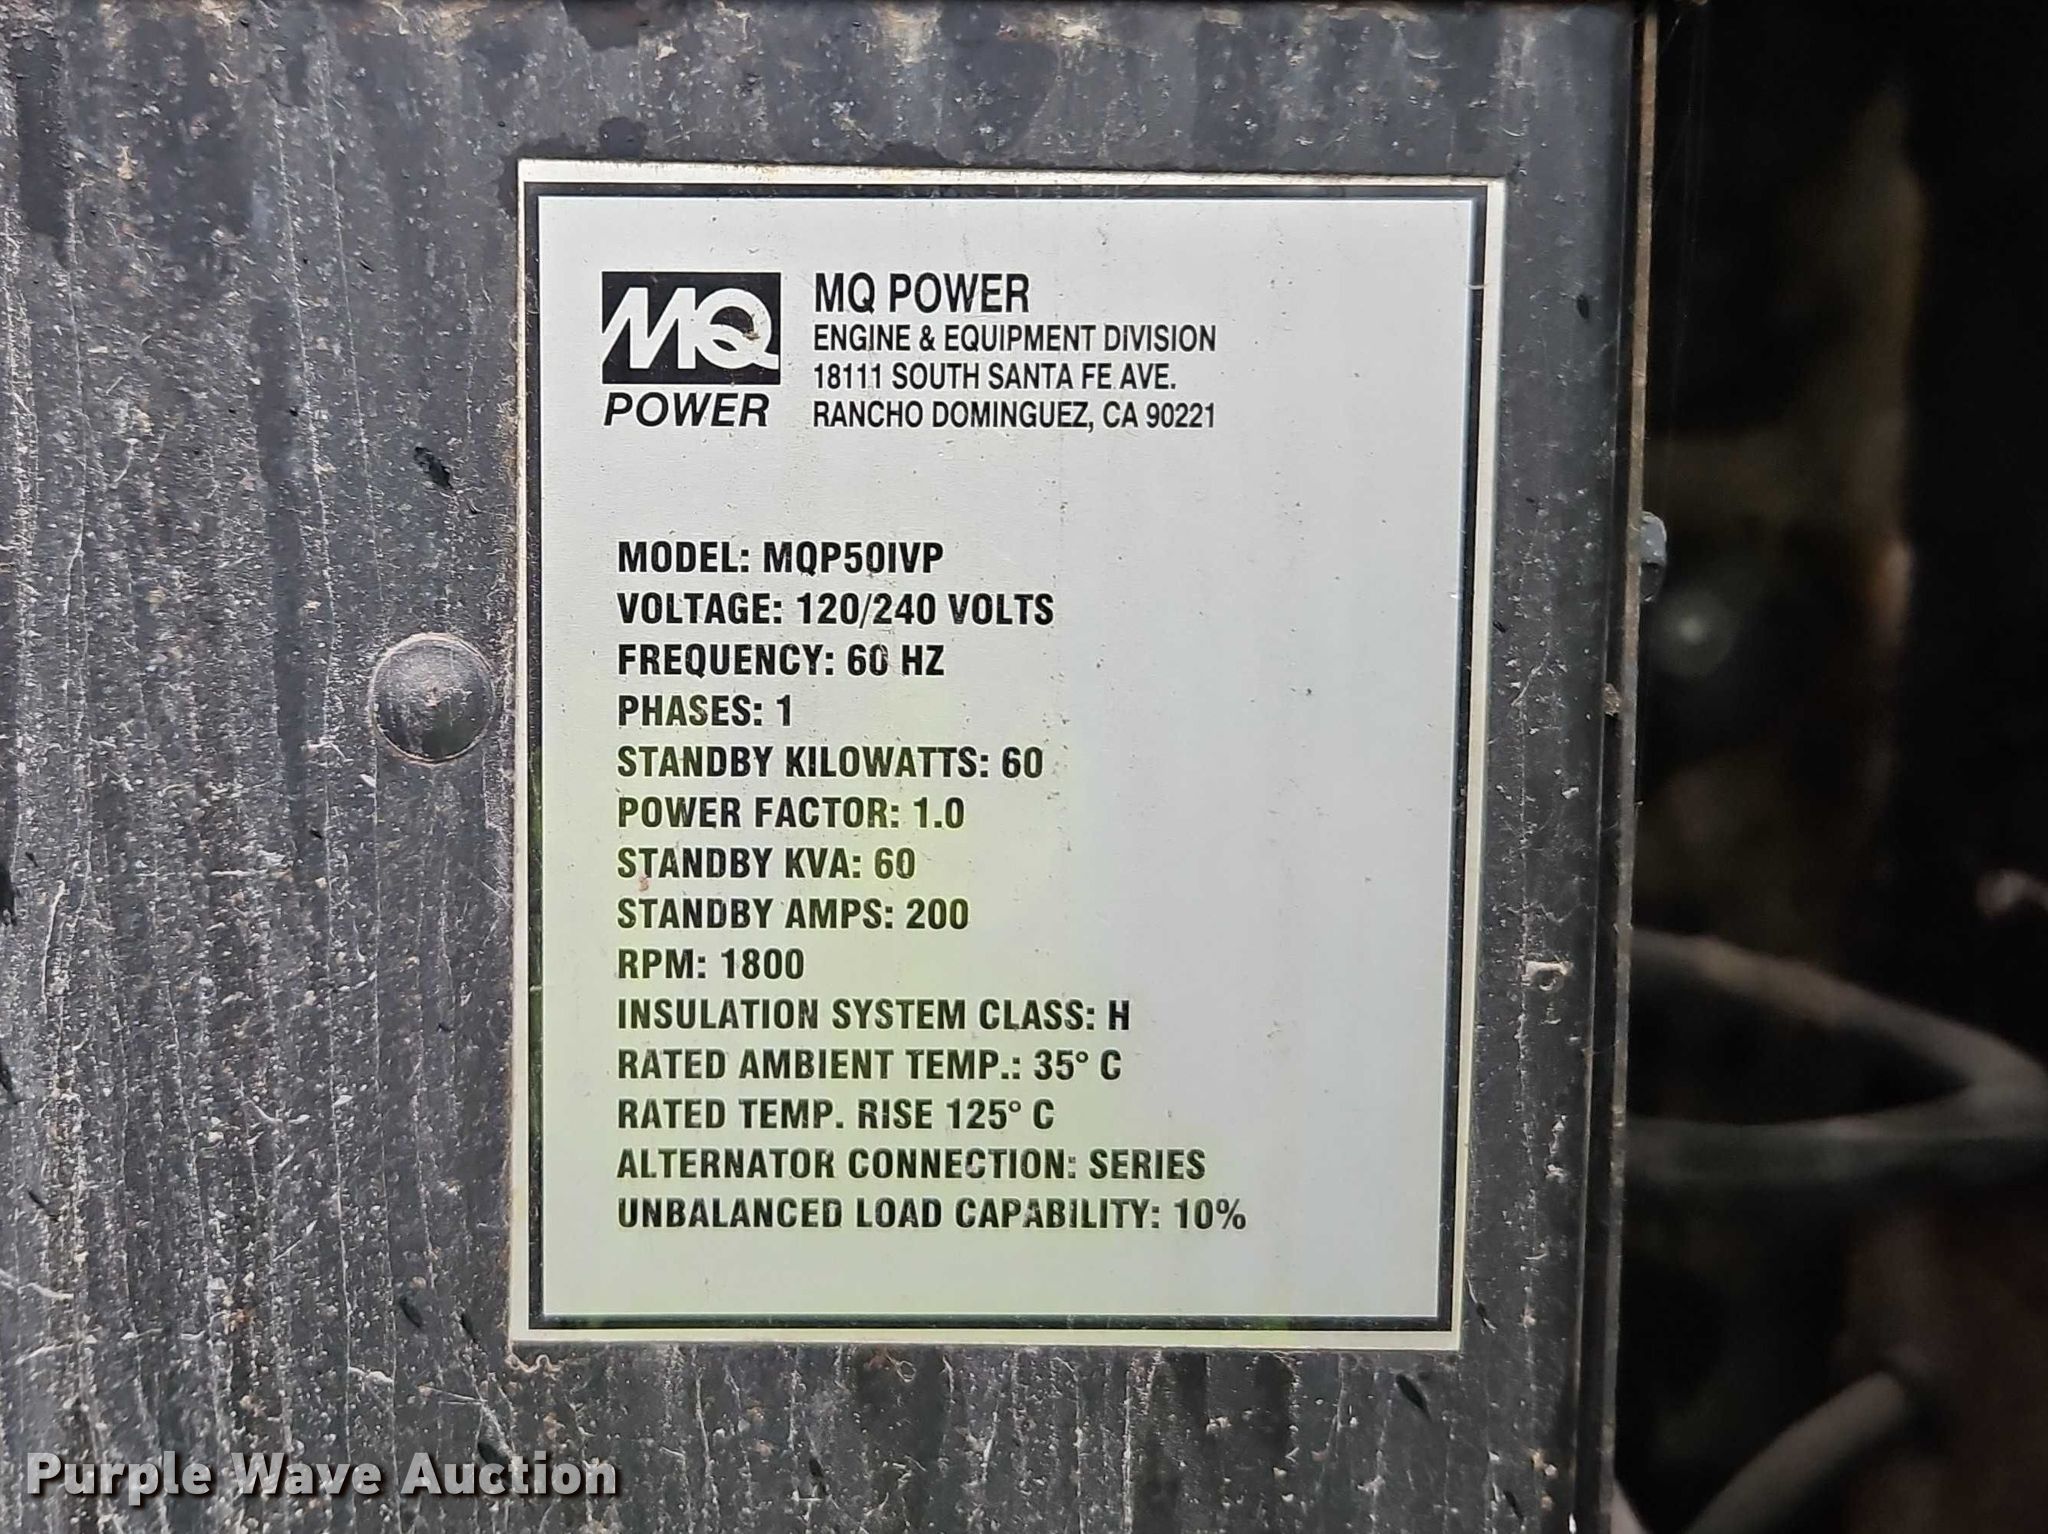 MQ
POWER
MQ POWER
ENGINE & EQUIPMENT DIVISION
18111 SOUTH SANTA FE AVE.
RANCHO DOMINGUEZ, CA 90221
MODEL: MQP50IVP
VOLTAGE: 120/240 VOLTS
FREQUENCY: 60 HZ
PHASES: 1
STANDBY KILOWATTS: 60
POWER FACTOR: 1.0
STANDBY KVA: 60
STANDBY AMPS: 200
RPM: 1800
INSULATION SYSTEM CLASS: H
RATED AMBIENT TEMP.: 35° C
RATED TEMP. RISE 125° C
ALTERNATOR CONNECTION: SERIES
UNBALANCED LOAD CAPABILITY: 10%
Purple Wave Auction